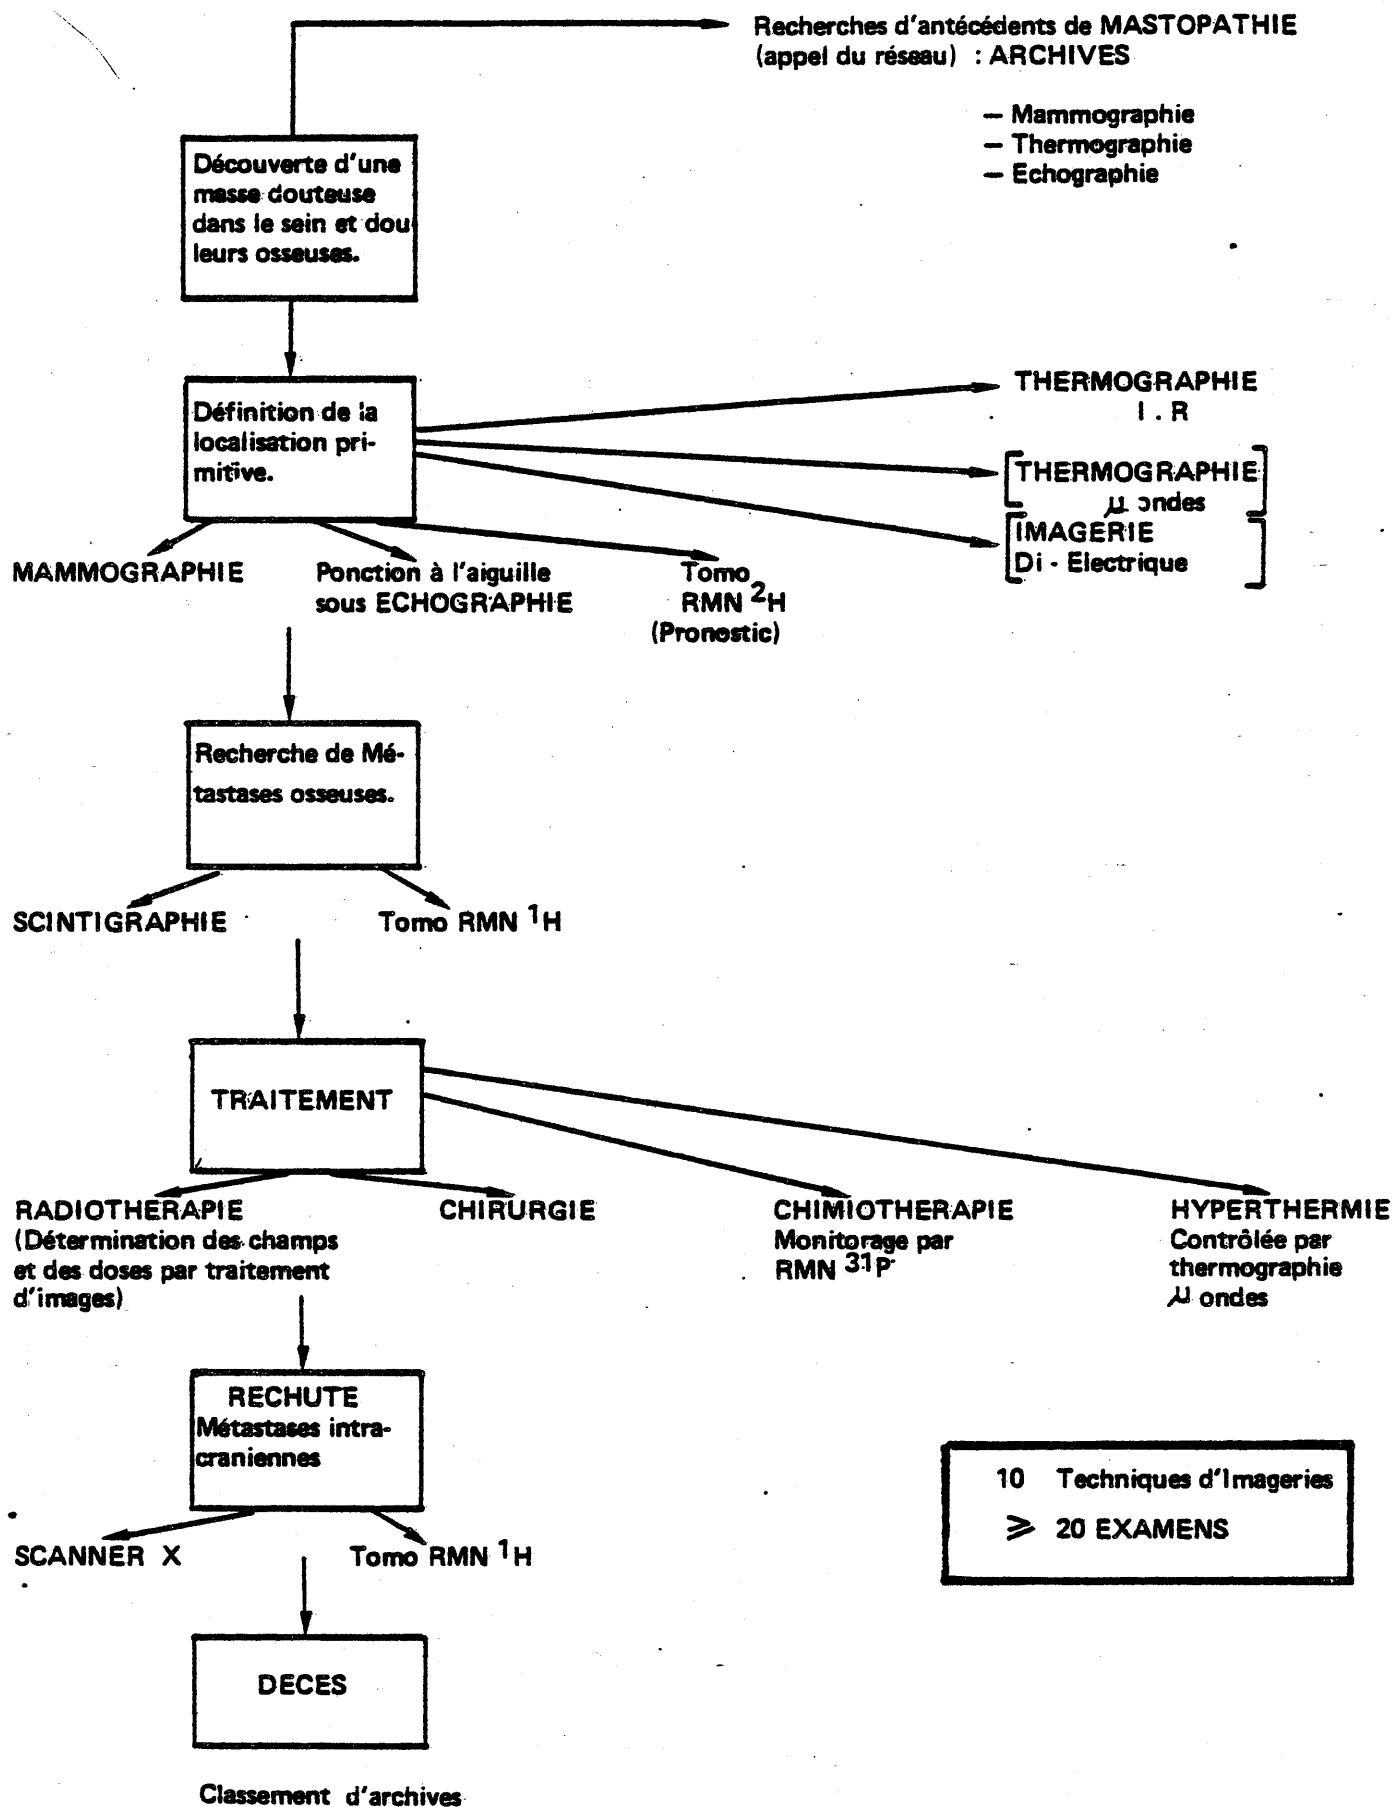 Recherches d'antécédents de MASTOPATHIE
(appel du réseau) : ARCHIVES
– Mammographie
– Thermographie
– Echographie
Découverte d'une
masse douteuse
dans le sein et dou
leurs osseuses.
Définition de la
localisation pri-
mitive.
THERMOGRAPHIE
I . R
[THERMOGRAPHIE]
μ ondes
[IMAGERIE
Di - Electrique]
MAMMOGRAPHIE
Ponction à l'aiguille
sous ECHOGRAPHIE
Tomo
RMN ²H
(Pronostic)
Recherche de Mé-
tastases osseuses.
SCINTIGRAPHIE
Tomo RMN ¹H
TRAITEMENT
RADIOTHERAPIE
(Détermination des champs
et des doses par traitement
d'images)
CHIRURGIE
CHIMIOTHERAPIE
Monitorage par
RMN ³¹P
HYPERTHERMIE
Contrôlée par
thermographie
μ ondes
RECHUTE
Métastases intra-
craniennes
SCANNER X
Tomo RMN ¹H
10 Techniques d'Imageries
⩾ 20 EXAMENS
DECES
Classement d'archives